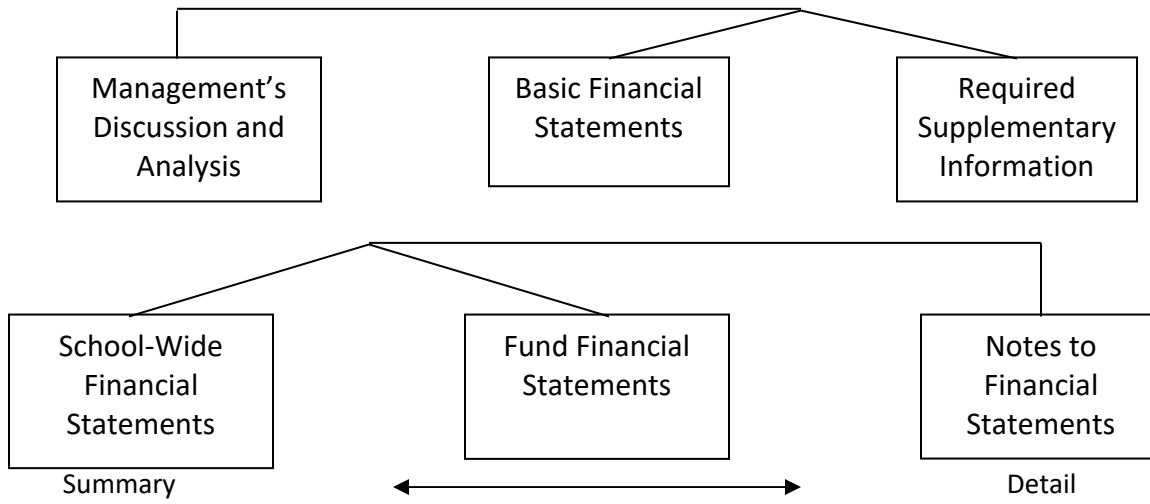 Management’s
Discussion and
Analysis
Basic Financial
Statements
Required
Supplementary
Information
School-Wide
Financial
Statements
Fund Financial
Statements
Notes to
Financial
Statements
Summary
Detail